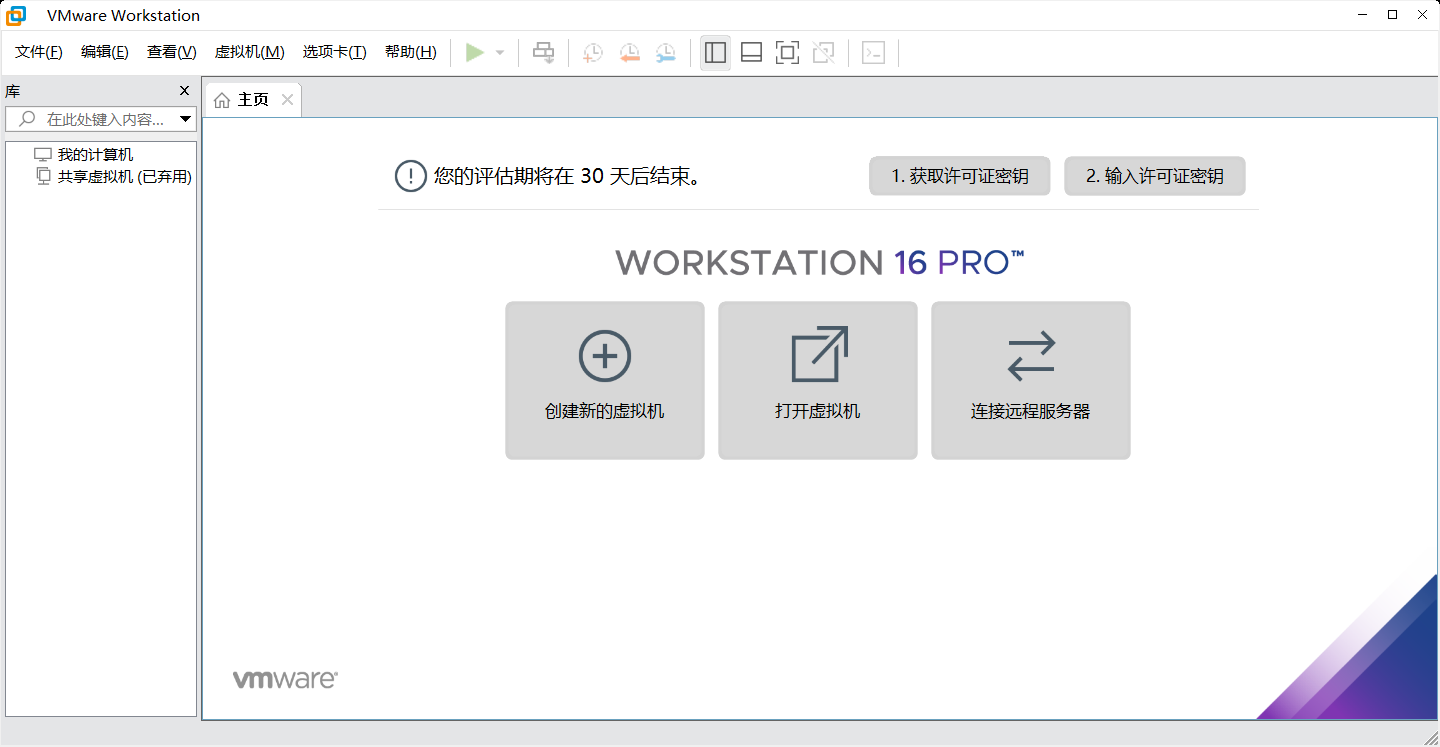 VMware Workstation
文件(F) 编辑(E) 查看(V) 虚拟机(M) 选项卡(T) 帮助(H)
库
在此处键入内容...
我的计算机
共享虚拟机 (已弃用)
主页
您的评估期将在 30 天后结束。
1. 获取许可证密钥
2. 输入许可证密钥
WORKSTATION 16 PRO™
创建新的虚拟机
打开虚拟机
连接远程服务器
vmware